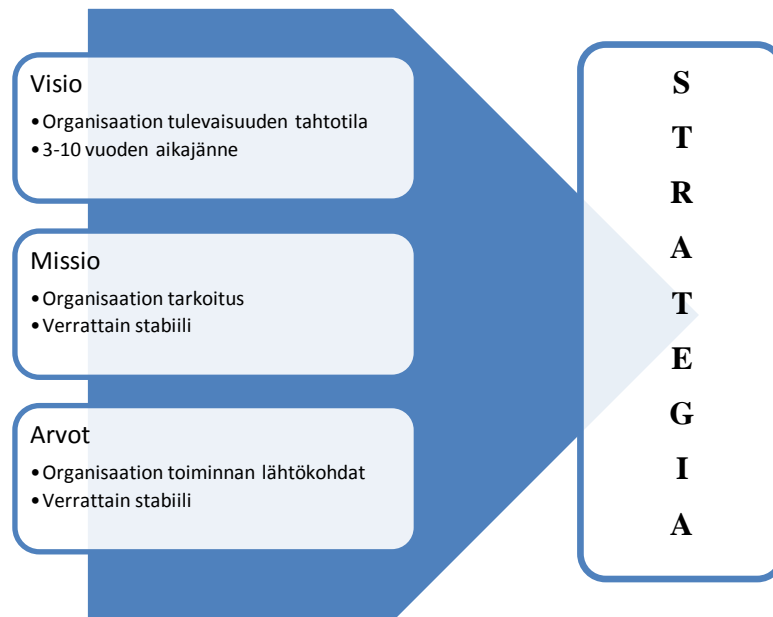 Visio
•Organisaation tulevaisuuden tahtotila
•3-10 vuoden aikajänne
Missio
•Organisaation tarkoitus
•Verrattain stabiili
Arvot
•Organisaation toiminnan lähtökohdat
•Verrattain stabiili
S
T
R
A
T
E
G
I
A